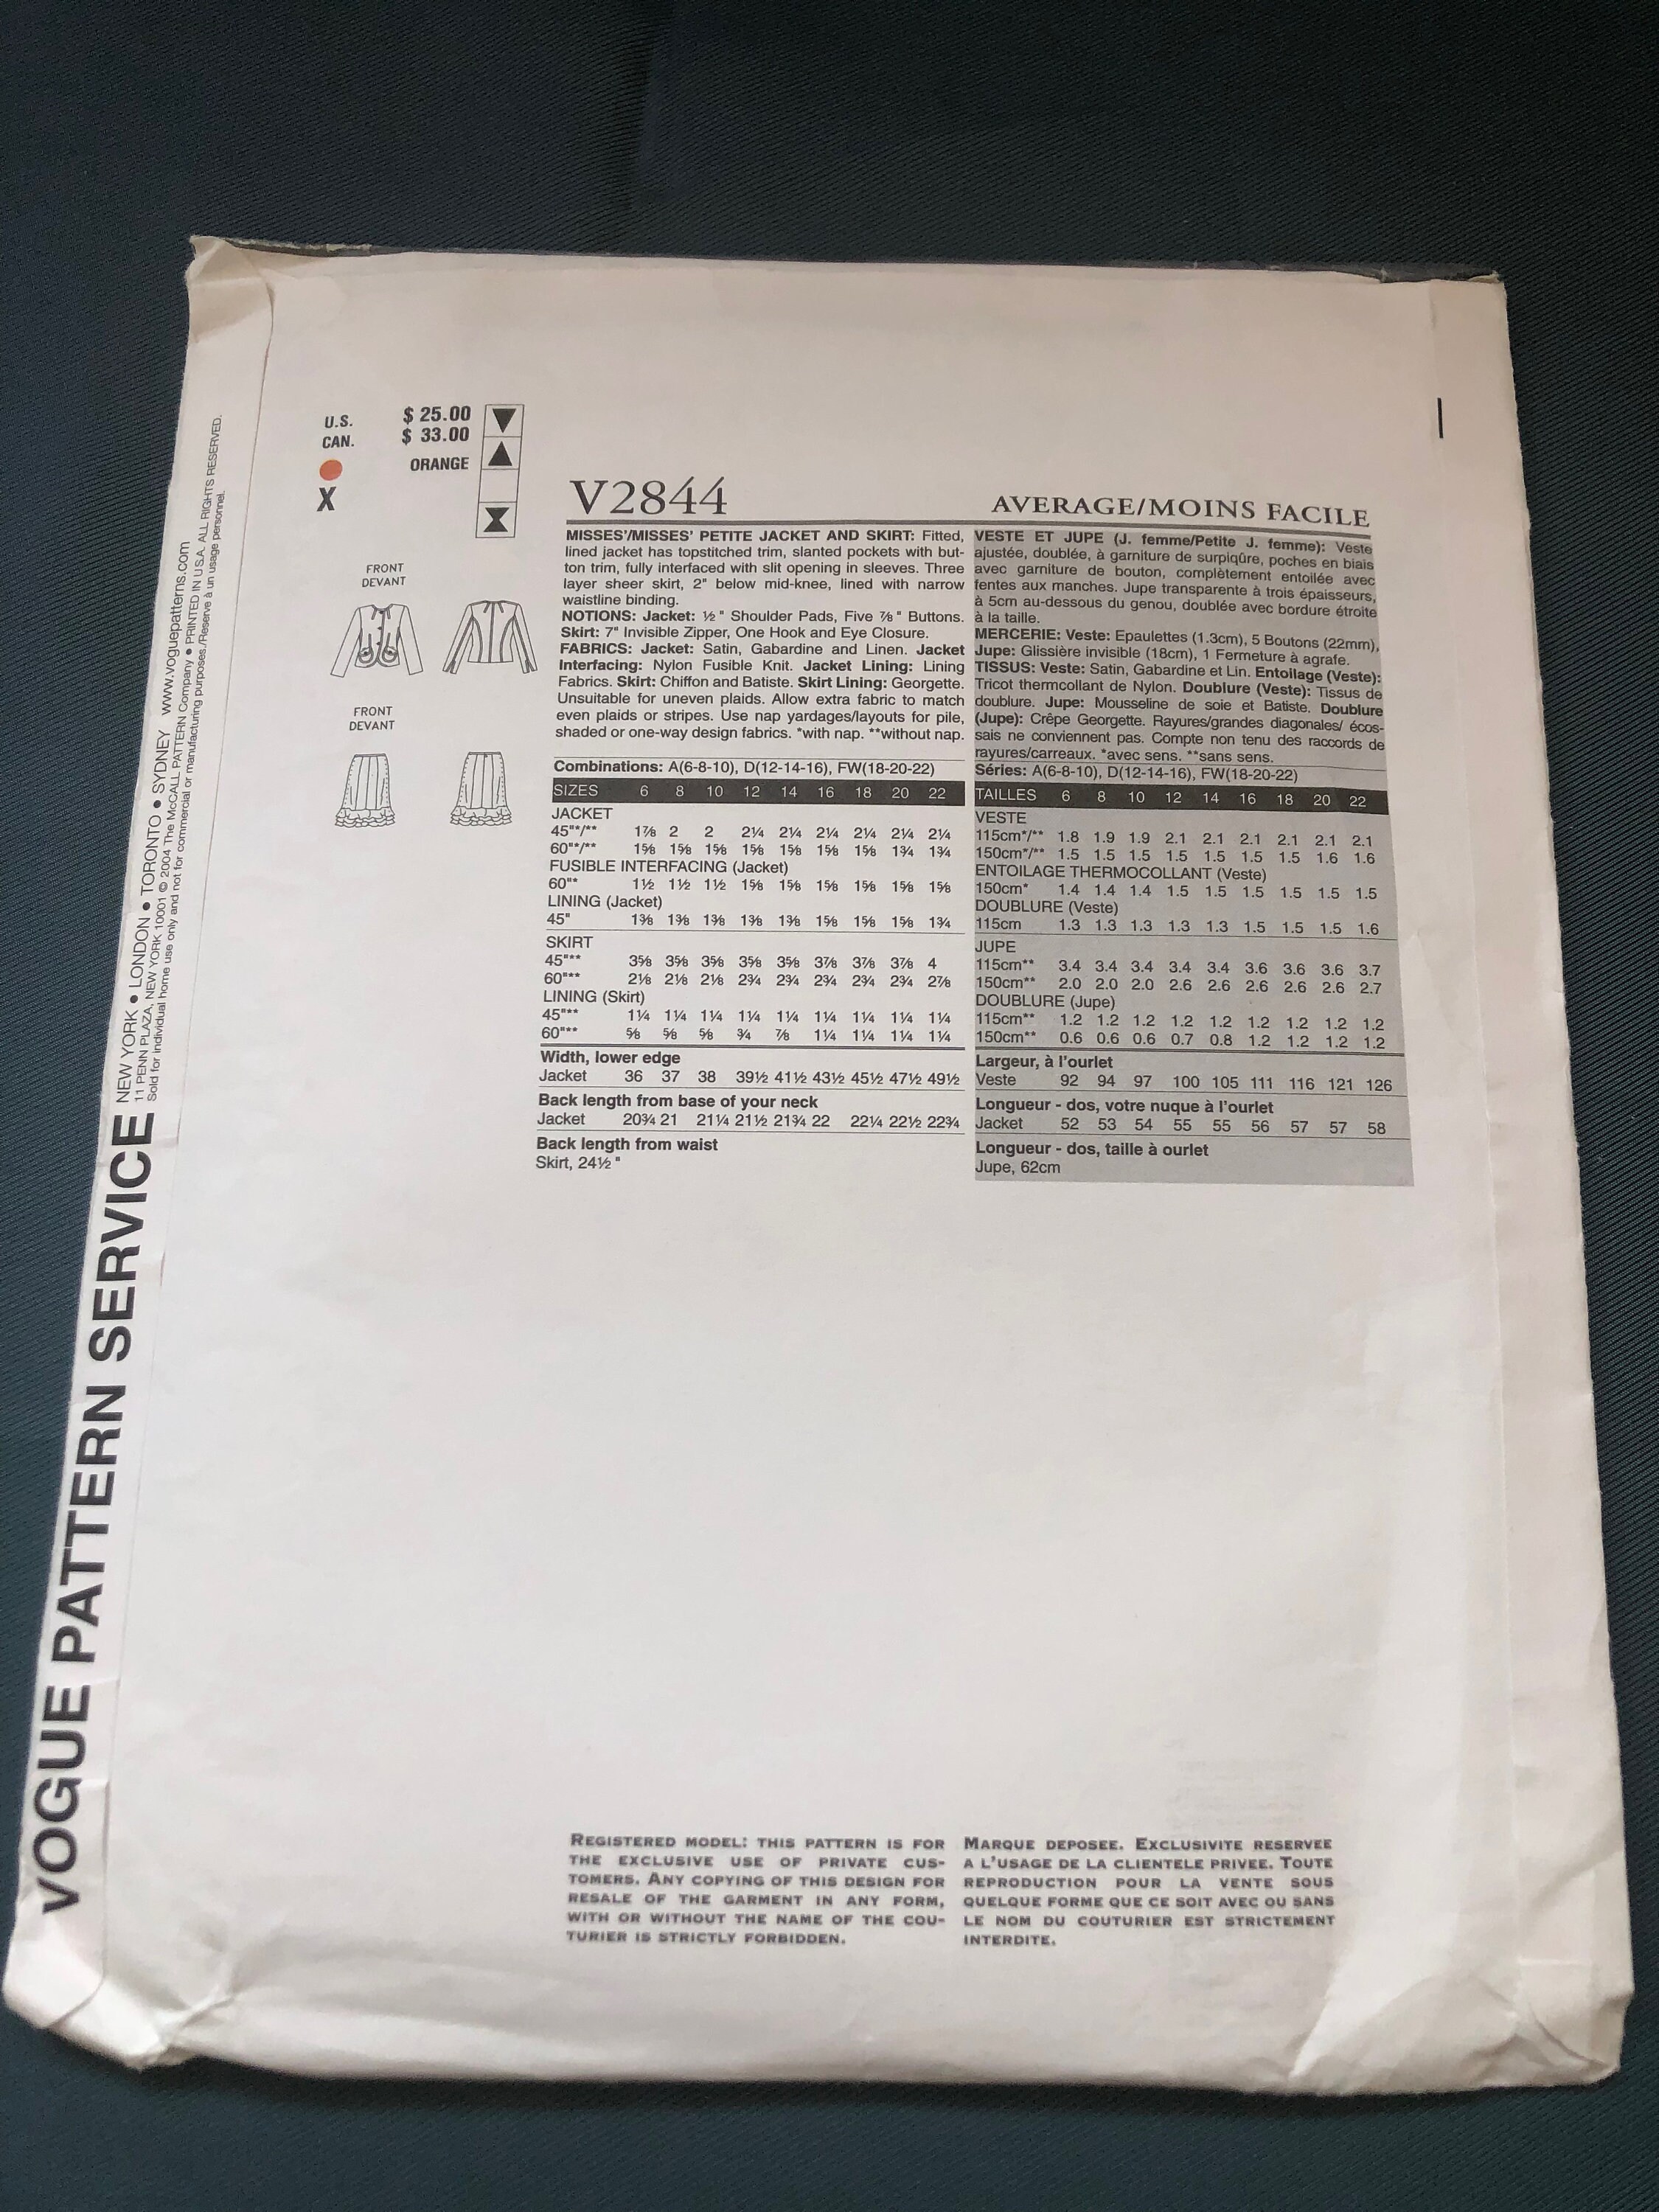 U.S. $ 25.00
CAN. $ 33.00
ORANGE
X
FRONT
DEVANT
FRONT
DEVANT
V2844
AVERAGE/MOINS FACILE
MISSES'/MISSES' PETITE JACKET AND SKIRT: Fitted,
lined jacket has topstitched trim, slanted pockets with but-
ton trim, fully interfaced with slit opening in sleeves. Three
layer sheer skirt, 2" below mid-knee, lined with narrow
waistline binding.
NOTIONS: Jacket: ½" Shoulder Pads, Five ⅞" Buttons.
Skirt: 7" Invisible Zipper, One Hook and Eye Closure.
FABRICS: Jacket: Satin, Gabardine and Linen. Jacket
Interfacing: Nylon Fusible Knit. Jacket Lining: Lining
Fabrics. Skirt: Chiffon and Batiste. Skirt Lining: Georgette.
Unsuitable for uneven plaids. Allow extra fabric to match
even plaids or stripes. Use nap yardages/layouts for pile,
shaded or one-way design fabrics. *with nap. **without nap.
Combinations: A(6-8-10), D(12-14-16), FW(18-20-22)
SIZES 6 8 10 12 14 16 18 20 22
JACKET
45"*/** 1⅞ 2 2 2¼ 2¼ 2¼ 2¼ 2¼ 2¼
60"*/** 1⅝ 1⅝ 1⅝ 1⅝ 1⅝ 1⅝ 1⅝ 1¾ 1¾
FUSIBLE INTERFACING (Jacket)
60"* 1½ 1½ 1½ 1⅝ 1⅝ 1⅝ 1⅝ 1⅝ 1⅝
LINING (Jacket)
45" 1⅜ 1⅜ 1⅜ 1⅜ 1⅜ 1⅝ 1⅝ 1⅝ 1¾
SKIRT
45"** 3⅝ 3⅝ 3⅝ 3⅝ 3⅝ 3⅞ 3⅞ 3⅞ 4
60"** 2⅛ 2⅛ 2⅛ 2¾ 2¾ 2¾ 2¾ 2¾ 2⅞
LINING (Skirt)
45"** 1¼ 1¼ 1¼ 1¼ 1¼ 1¼ 1¼ 1¼ 1¼
60"** ⅝ ⅝ ⅝ ¾ ⅞ 1¼ 1¼ 1¼ 1¼
Width, lower edge
Jacket 36 37 38 39½ 41½ 43½ 45½ 47½ 49½
Back length from base of your neck
Jacket 20¾ 21 21¼ 21½ 21¾ 22 22¼ 22½ 22¾
Back length from waist
Skirt, 24½"
VESTE ET JUPE (J. femme/Petite J. femme): Veste
ajustée, doublée, à garniture de surpiqûre, poches en biais
avec garniture de bouton, complètement entoilée avec
fentes aux manches. Jupe transparente à trois épaisseurs,
à 5cm au-dessous du genou, doublée avec bordure étroite
à la taille.
MERCERIE: Veste: Epaulettes (1.3cm), 5 Boutons (22mm),
Jupe: Glissière invisible (18cm), 1 Fermeture à agrafe.
TISSUS: Veste: Satin, Gabardine et Lin. Entoilage (Veste):
Tricot thermcollant de Nylon. Doublure (Veste): Tissus de
doublure. Jupe: Mousseline de soie et Batiste. Doublure
(Jupe): Crêpe Georgette. Rayures/grandes diagonales/ écos-
sais ne conviennent pas. Compte non tenu des raccords de
rayures/carreaux. *avec sens. **sans sens.
Séries: A(6-8-10), D(12-14-16), FW(18-20-22)
TAILLES 6 8 10 12 14 16 18 20 22
VESTE
115cm*/** 1.8 1.9 1.9 2.1 2.1 2.1 2.1 2.1 2.1
150cm*/** 1.5 1.5 1.5 1.5 1.5 1.5 1.5 1.6 1.6
ENTOILAGE THERMOCOLLANT (Veste)
150cm* 1.4 1.4 1.4 1.5 1.5 1.5 1.5 1.5 1.5
DOUBLURE (Veste)
115cm 1.3 1.3 1.3 1.3 1.3 1.5 1.5 1.5 1.6
JUPE
115cm** 3.4 3.4 3.4 3.4 3.4 3.6 3.6 3.6 3.7
150cm** 2.0 2.0 2.0 2.6 2.6 2.6 2.6 2.6 2.7
DOUBLURE (Jupe)
115cm** 1.2 1.2 1.2 1.2 1.2 1.2 1.2 1.2 1.2
150cm** 0.6 0.6 0.6 0.7 0.8 1.2 1.2 1.2 1.2
Largeur, à l'ourlet
Veste 92 94 97 100 105 111 116 121 126
Longueur - dos, votre nuque à l'ourlet
Jacket 52 53 54 55 55 56 57 57 58
Longueur - dos, taille à ourlet
Jupe, 62cm
REGISTERED MODEL: THIS PATTERN IS FOR
THE EXCLUSIVE USE OF PRIVATE CUS-
TOMERS. ANY COPYING OF THIS DESIGN FOR
RESALE OF THE GARMENT IN ANY FORM,
WITH OR WITHOUT THE NAME OF THE COU-
TURIER IS STRICTLY FORBIDDEN.
MARQUE DEPOSEE. EXCLUSIVITE RESERVEE
A L'USAGE DE LA CLIENTELE PRIVEE. TOUTE
REPRODUCTION POUR LA VENTE SOUS
QUELQUE FORME QUE CE SOIT AVEC OU SANS
LE NOM DU COUTURIER EST STRICTEMENT
INTERDITE.
VOGUE PATTERN SERVICE
NEW YORK • LONDON • TORONTO • SYDNEY www.voguepatterns.com
11 PENN PLAZA, NEW YORK 10001 © 2004 The McCALL PATTERN Company • PRINTED IN U.S.A. ALL RIGHTS RESERVED.
Sold for individual home use only and not for commercial or manufacturing purposes./Reserve à un usage personnel.